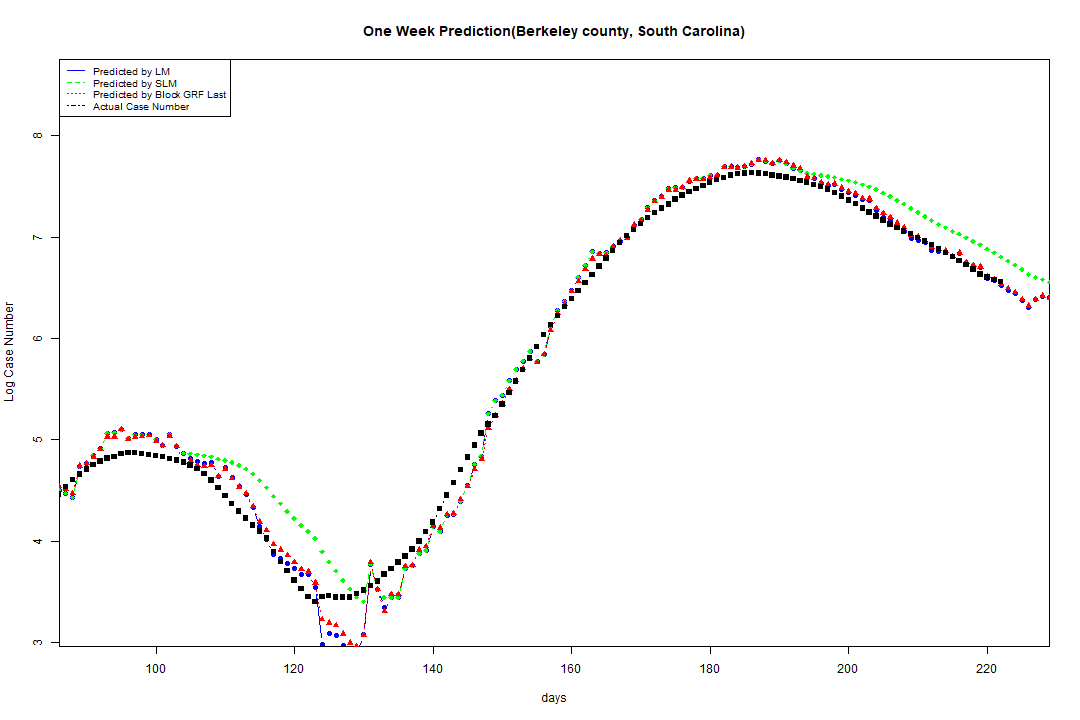 One Week Prediction(Berkeley county, South Carolina)
Predicted by LM
Predicted by SLM
Predicted by Block GRF Last
Actual Case Number
8
7
6
5
4
3
Log Case Number
100 120 140 160 180 200 220
days